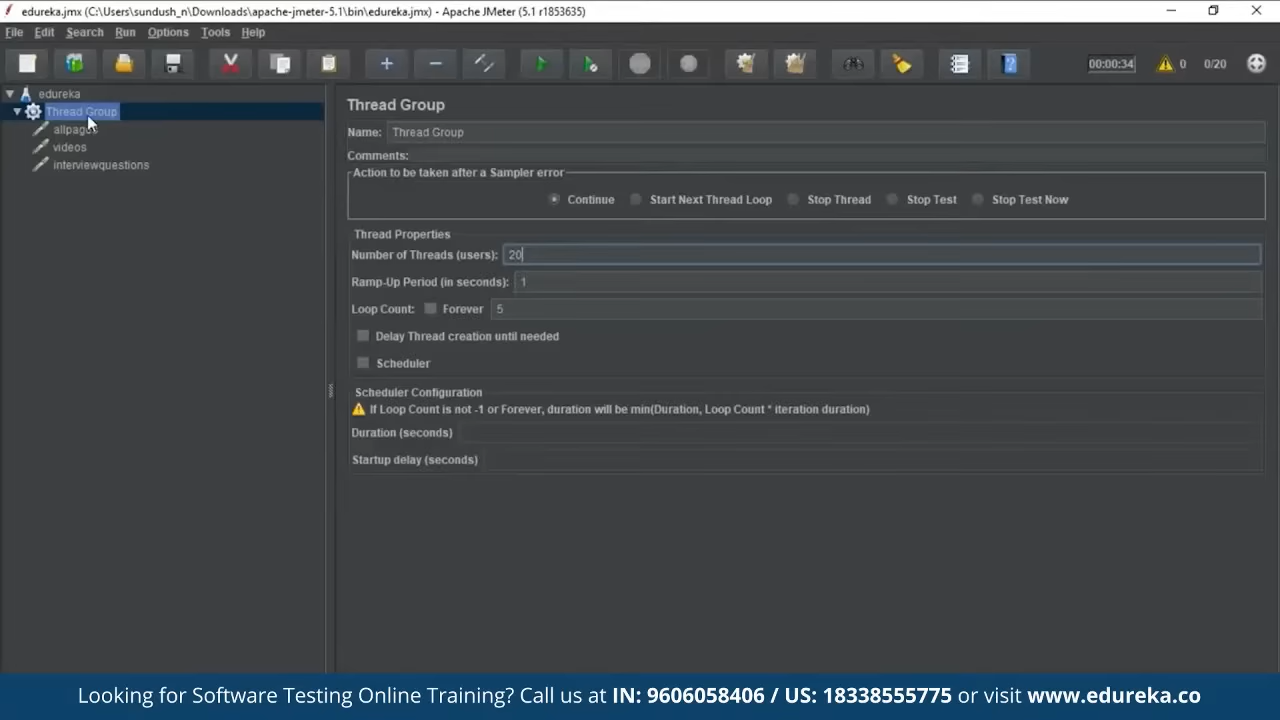 edureka.jmx (C:\Users\sundush_n\Downloads\apache-jmeter-5.1\bin\edureka.jmx) - Apache JMeter (5.1 r1853635)
File Edit Search Run Options Tools Help
00:00:34 0 0/20
edureka
Thread Group
allpages
videos
interviewquestions
Thread Group
Name: Thread Group
Comments:
Action to be taken after a Sampler error
Continue Start Next Thread Loop Stop Thread Stop Test Stop Test Now
Thread Properties
Number of Threads (users): 20
Ramp-Up Period (in seconds): 1
Loop Count: Forever 5
Delay Thread creation until needed
Scheduler
Scheduler Configuration
If Loop Count is not -1 or Forever, duration will be min(Duration, Loop Count * iteration duration)
Duration (seconds)
Startup delay (seconds)
Looking for Software Testing Online Training? Call us at IN: 9606058406 / US: 18338555775 or visit www.edureka.co